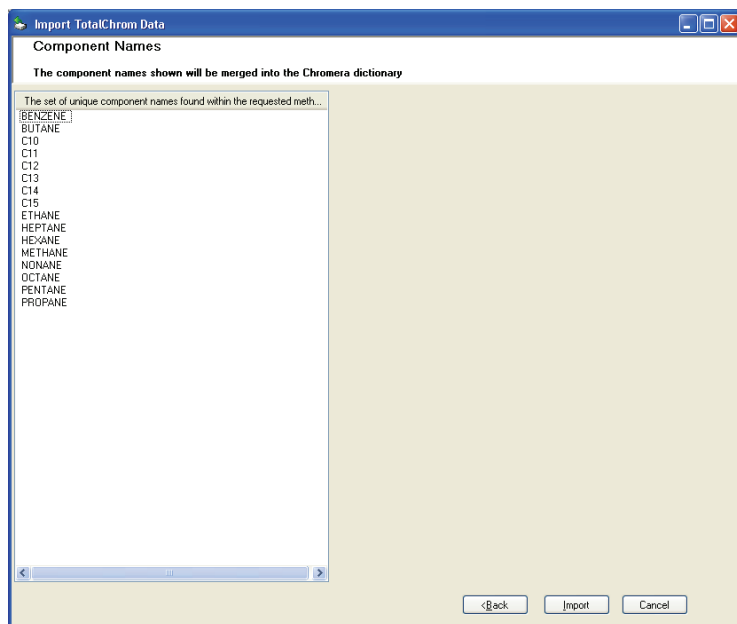 Import TotalChrom Data
Component Names
The component names shown will be merged into the Chromera dictionary
The set of unique component names found within the requested meth...
BENZENE
BUTANE
C10
C11
C12
C13
C14
C15
ETHANE
HEPTANE
HEXANE
METHANE
NONANE
OCTANE
PENTANE
PROPANE
<Back
Import
Cancel